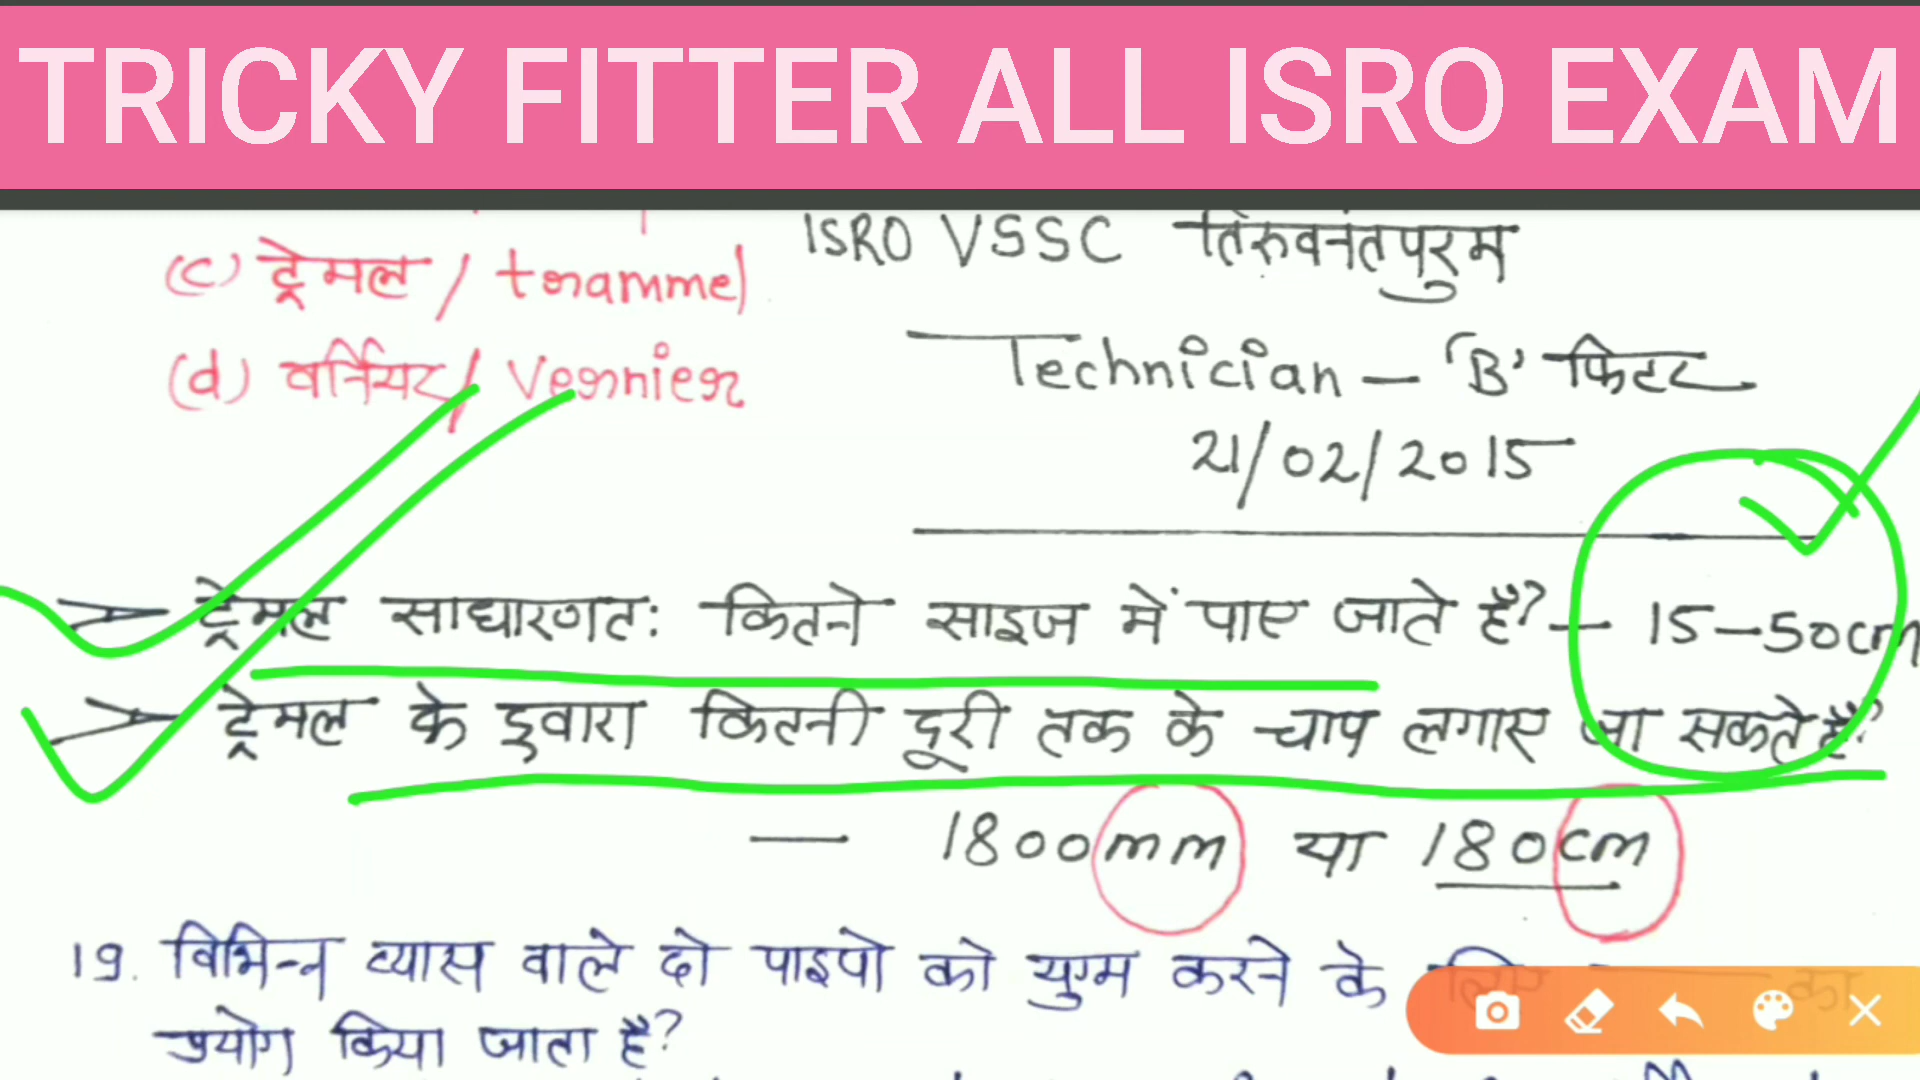 TRICKY FITTER ALL ISRO EXAM
(c) ट्रेमल / trammel
(d) वर्नियर / Vernier
ISRO VSSC तिरुवनंतपुरम
Technician - 'B' फिटर
21/02/2015
ट्रेमल साधारणत: कितने साइज में पाए जाते हैं? - 15-50cm
ट्रेमल के द्वारा कितनी दूरी तक के चाप लगाए जा सकते हैं?
- 1800mm या 180cm
19. विभिन्न व्यास वाले दो पाइपो को युग्म करने के लिए ——— का
उपयोग किया जाता है?